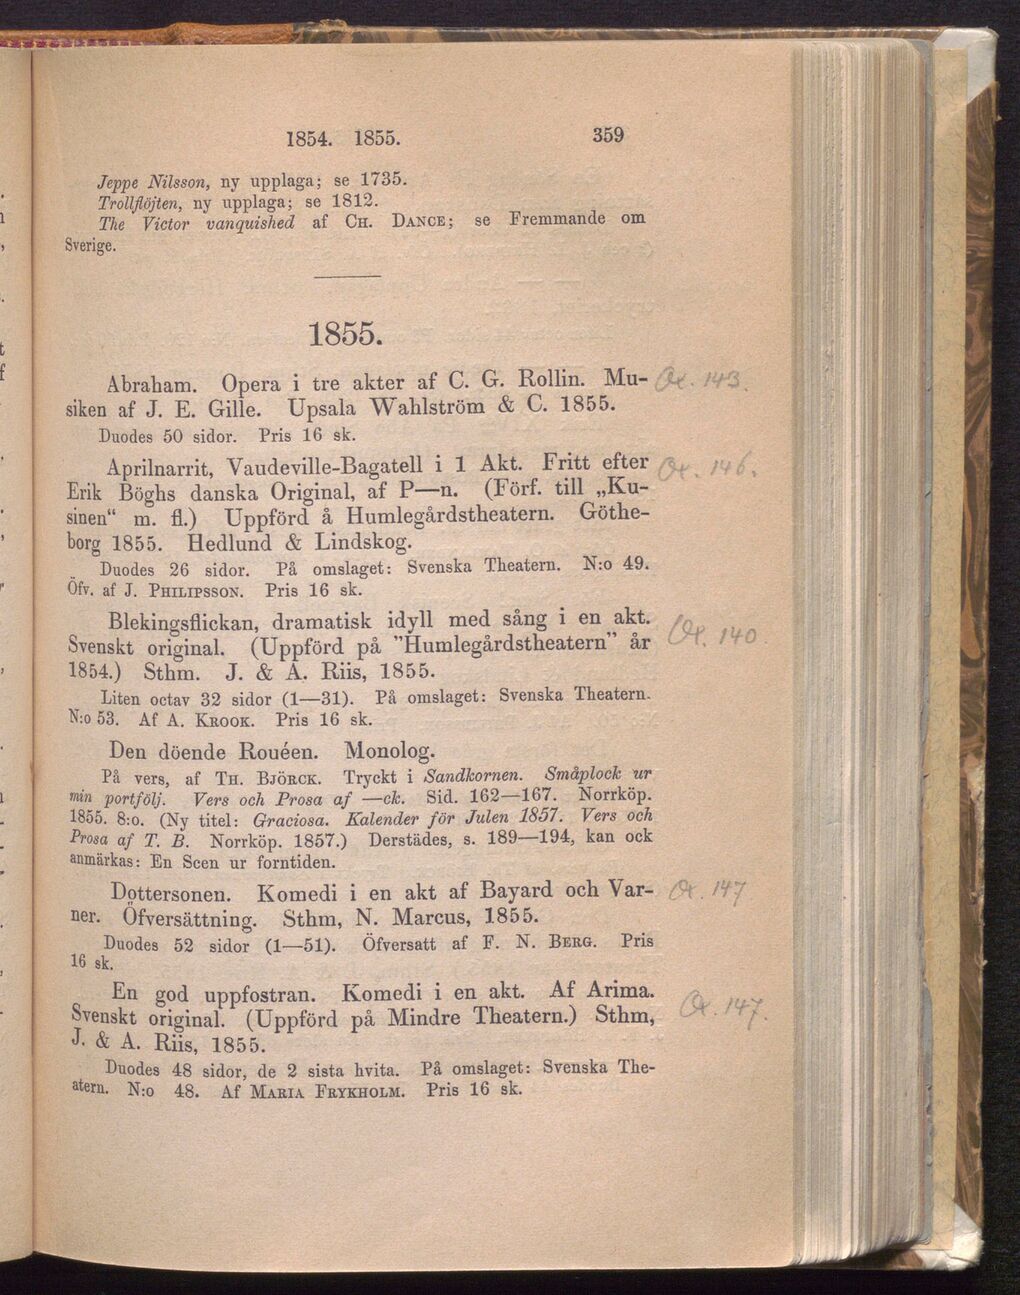 1854. 1855. 359
Jeppe Nilsson, ny upplaga; se 1735.
Trollflöjten, ny upplaga; se 1812.
The Victor vanquished af CH. DANCE; se Fremmande om
Sverige.
1855.
Abraham. Opera i tre akter af C. G. Rollin. Mu- Ox. 143.
siken af J. E. Gille. Upsala Wahlström & C. 1855.
Duodes 50 sidor. Pris 16 sk.
Aprilnarrit, Vaudeville-Bagatell i 1 Akt. Fritt efter Ox. 146.
Erik Böghs danska Original, af P—n. (Förf. till „Ku-
sinen“ m. fl.) Uppförd å Humlegårdstheatern. Göthe-
borg 1855. Hedlund & Lindskog.
Duodes 26 sidor. På omslaget: Svenska Theatern. N:o 49.
Öfv. af J. PHILIPSSON. Pris 16 sk.
Blekingsflickan, dramatisk idyll med sång i en akt.
Svenskt original. (Uppförd på ”Humlegårdstheatern” år Ox. 140
1854.) Sthm. J. & A. Riis, 1855.
Liten octav 32 sidor (1—31). På omslaget: Svenska Theatern.
N:o 53. Af A. KROOK. Pris 16 sk.
Den döende Rouéen. Monolog.
På vers, af TH. BJÖRCK. Tryckt i Sandkornen. Småplock ur
min portfölj. Vers och Prosa af —ck. Sid. 162—167. Norrköp.
1855. 8:o. (Ny titel: Graciosa. Kalender för Julen 1857. Vers och
Prosa af T. B. Norrköp. 1857.) Derstädes, s. 189—194, kan ock
anmärkas: En Scen ur forntiden.
Dottersonen. Komedi i en akt af Bayard och Var- Ox. 147
ner. Öfversättning. Sthm, N. Marcus, 1855.
Duodes 52 sidor (1—51). Öfversatt af F. N. BERG. Pris
16 sk.
En god uppfostran. Komedi i en akt. Af Arima.
Svenskt original. (Uppförd på Mindre Theatern.) Sthm, Ox. 147.
J. & A. Riis, 1855.
Duodes 48 sidor, de 2 sista hvita. På omslaget: Svenska The-
atern. N:o 48. Af MARIA FRYKHOLM. Pris 16 sk.